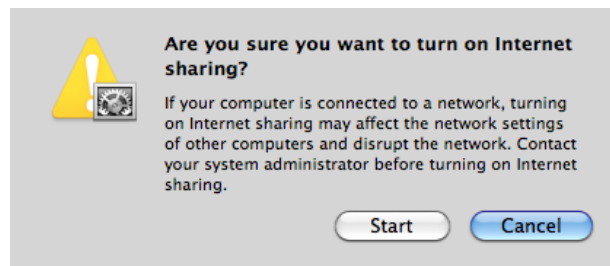 Are you sure you want to turn on Internet
sharing?
If your computer is connected to a network, turning
on Internet sharing may affect the network settings
of other computers and disrupt the network. Contact
your system administrator before turning on Internet
sharing.
Start Cancel